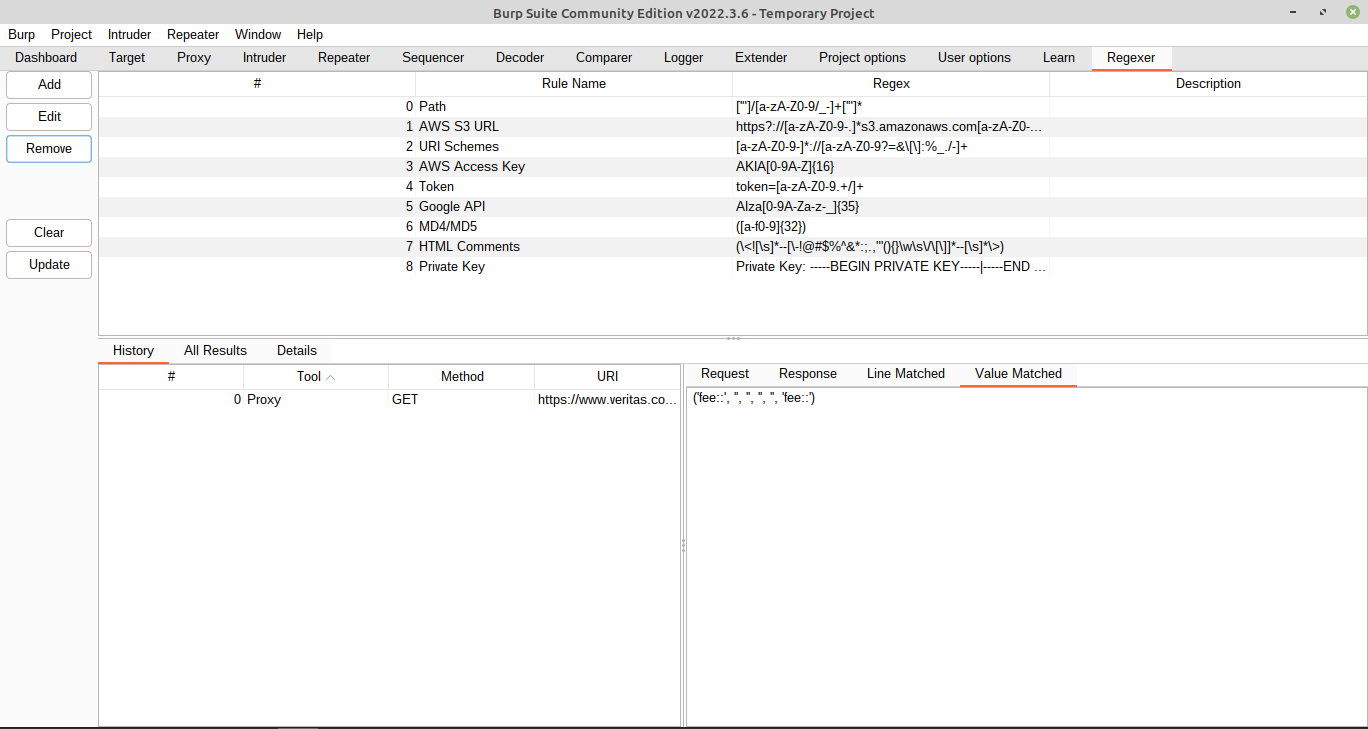 Burp Suite Community Edition v2022.3.6 - Temporary Project
Burp Project Intruder Repeater Window Help
Dashboard Target Proxy Intruder Repeater Sequencer Decoder Comparer Logger Extender Project options User options Learn Regexer
Add
Edit
Remove
Clear
Update
# Rule Name Regex Description
0 Path ["']/[a-zA-Z0-9/_-]+["']*
1 AWS S3 URL https?://[a-zA-Z0-9-.]*s3.amazonaws.com[a-zA-Z0-...
2 URI Schemes [a-zA-Z0-9-]*://[a-zA-Z0-9?=&\[\]:%_./-]+
3 AWS Access Key AKIA[0-9A-Z]{16}
4 Token token=[a-zA-Z0-9.+/]+
5 Google API AIza[0-9A-Za-z-_]{35}
6 MD4/MD5 ([a-f0-9]{32})
7 HTML Comments (\<![\s]*--[\-!@#$%^&*:;.,"'(){}\w\s\/\[\]]*--[\s]*\>)
8 Private Key Private Key: -----BEGIN PRIVATE KEY-----|-----END ...
History All Results Details
# Tool Method URI
0 Proxy GET https://www.veritas.co...
Request Response Line Matched Value Matched
('fee::', '', '', '', '', 'fee::')